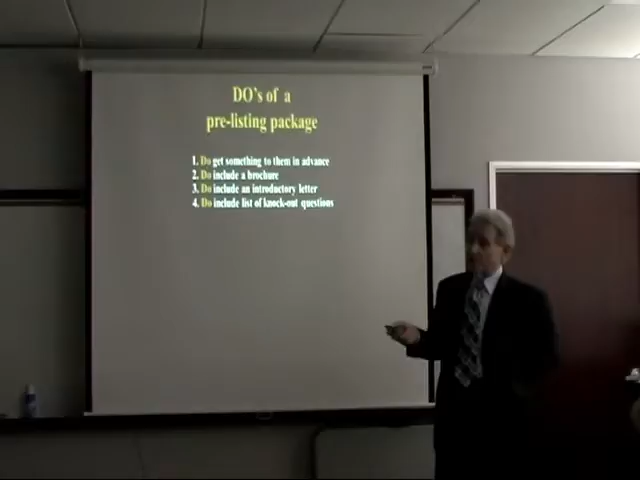 DO's of a
pre-listing package
1. Do get something to them in advance
2. Do include a brochure
3. Do include an introductory letter
4. Do include list of knock-out questions